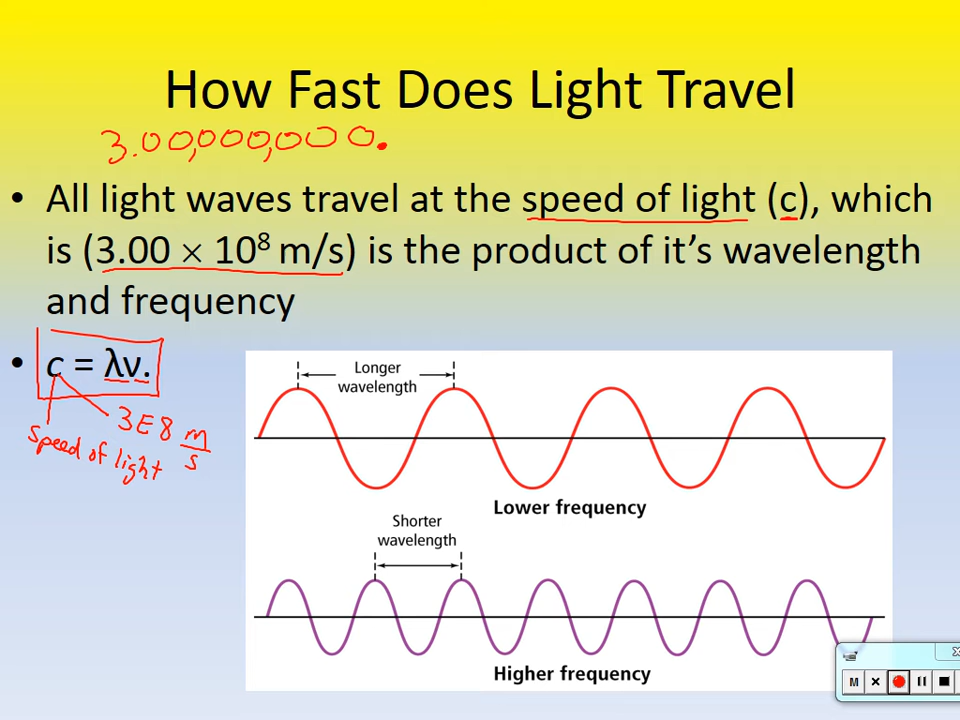 How Fast Does Light Travel
3.00,000,000.
• All light waves travel at the speed of light (c), which
is (3.00 × 10⁸ m/s) is the product of it’s wavelength
and frequency
• c = λν.
3E8 m/s
speed of light
Longer
wavelength
Lower frequency
Shorter
wavelength
Higher frequency
M